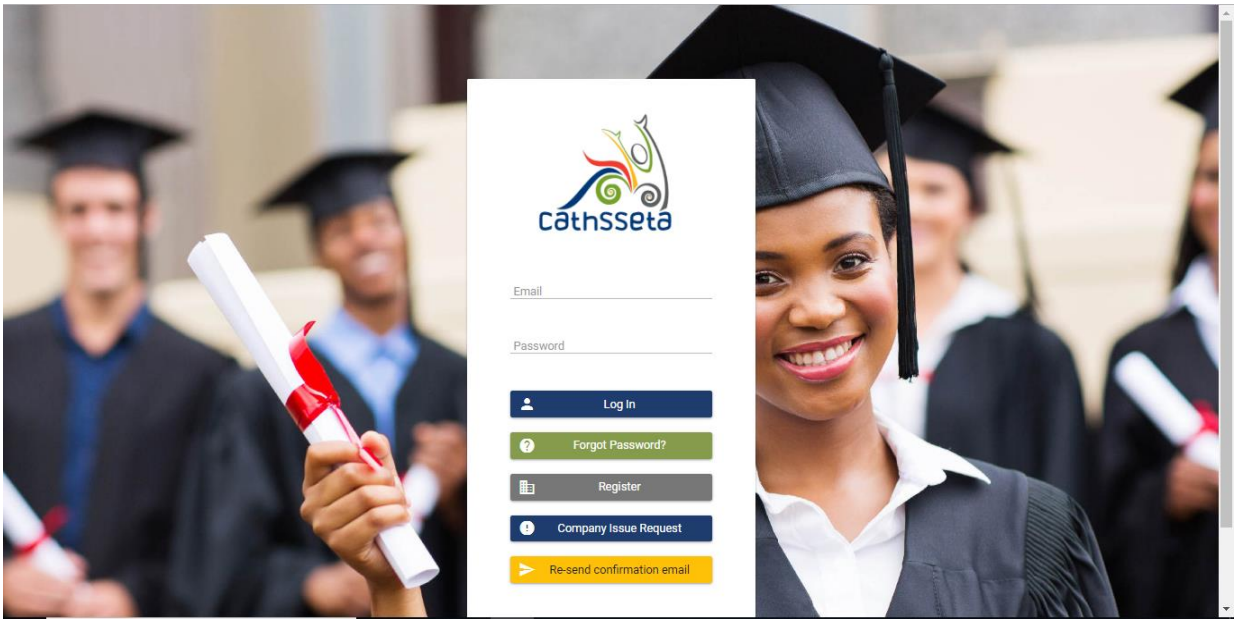 cathsseta
Email
Password
Log In
Forgot Password?
Register
Company Issue Request
Re-send confirmation email